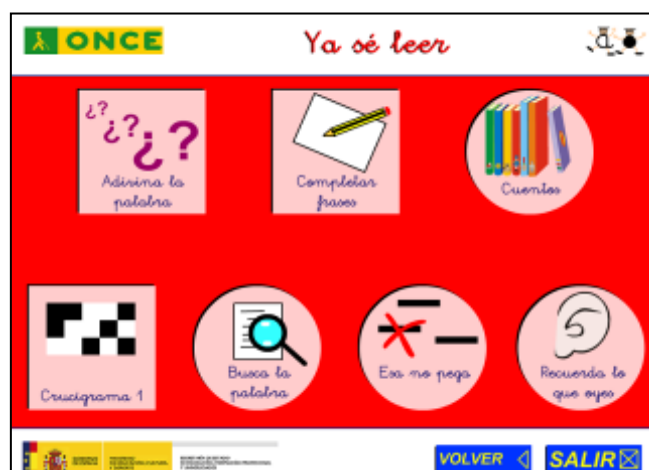 ONCE
Ya sé leer
¿? ¿? ¿?
Adivina la
palabra
Completar
frases
Cuentos
Crucigrama 1
Busca la
palabra
Esa no pega
Recuerda lo
que oyes
VOLVER
SALIR